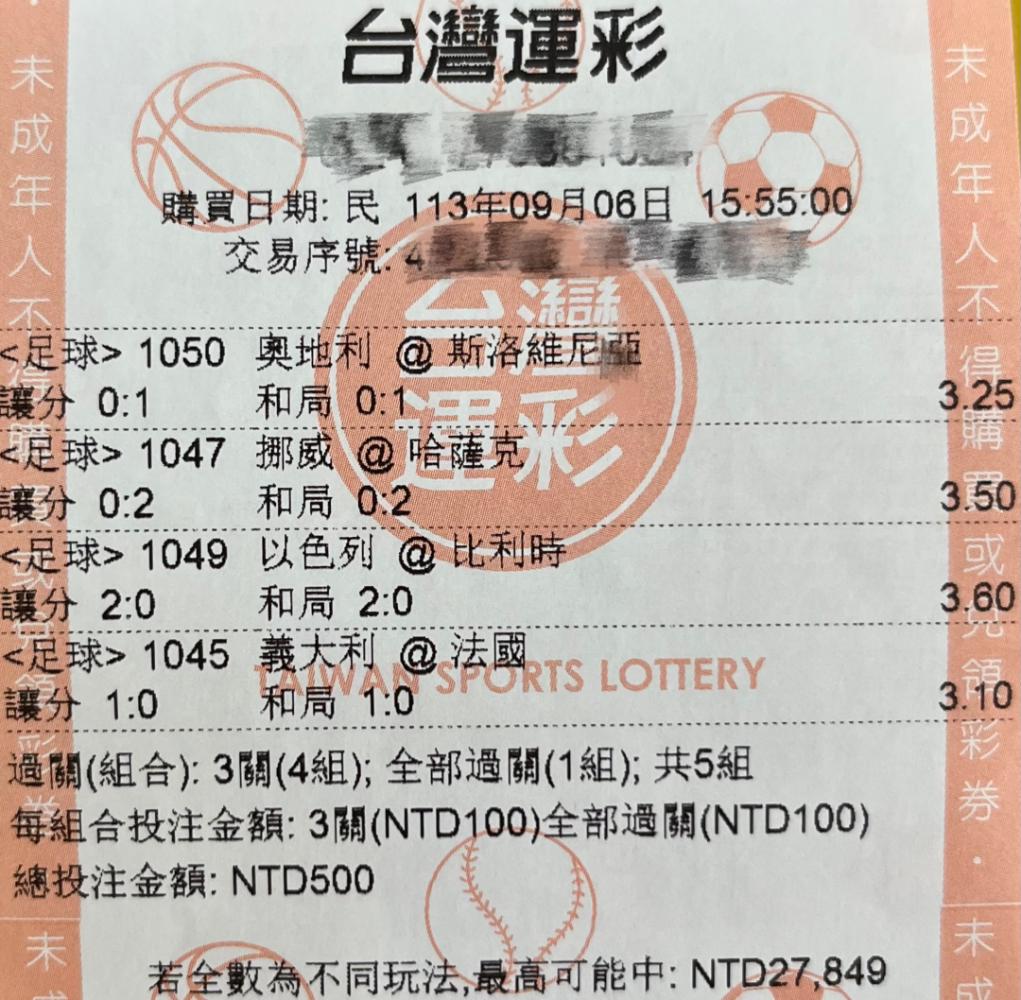 台灣運彩
購買日期: 民 113年09月06日 15:55:00
交易序號: 4
台灣
運彩
<足球> 1050 奧地利 @ 斯洛維尼亞
讓分 0:1 和局 0:1 3.25
<足球> 1047 挪威 @ 哈薩克
讓分 0:2 和局 0:2 3.50
<足球> 1049 以色列 @ 比利時
讓分 2:0 和局 2:0 3.60
<足球> 1045 義大利 @ 法國
TAIWAN SPORTS LOTTERY
讓分 1:0 和局 1:0 3.10
過關(組合): 3關(4組); 全部過關(1組); 共5組
每組合投注金額: 3關(NTD100)全部過關(NTD100)
總投注金額: NTD500
若全數為不同玩法,最高可能中: NTD27,849
未成年人不得購買或兌領彩券・未成
未成年人不得購買或兌領彩券・未成